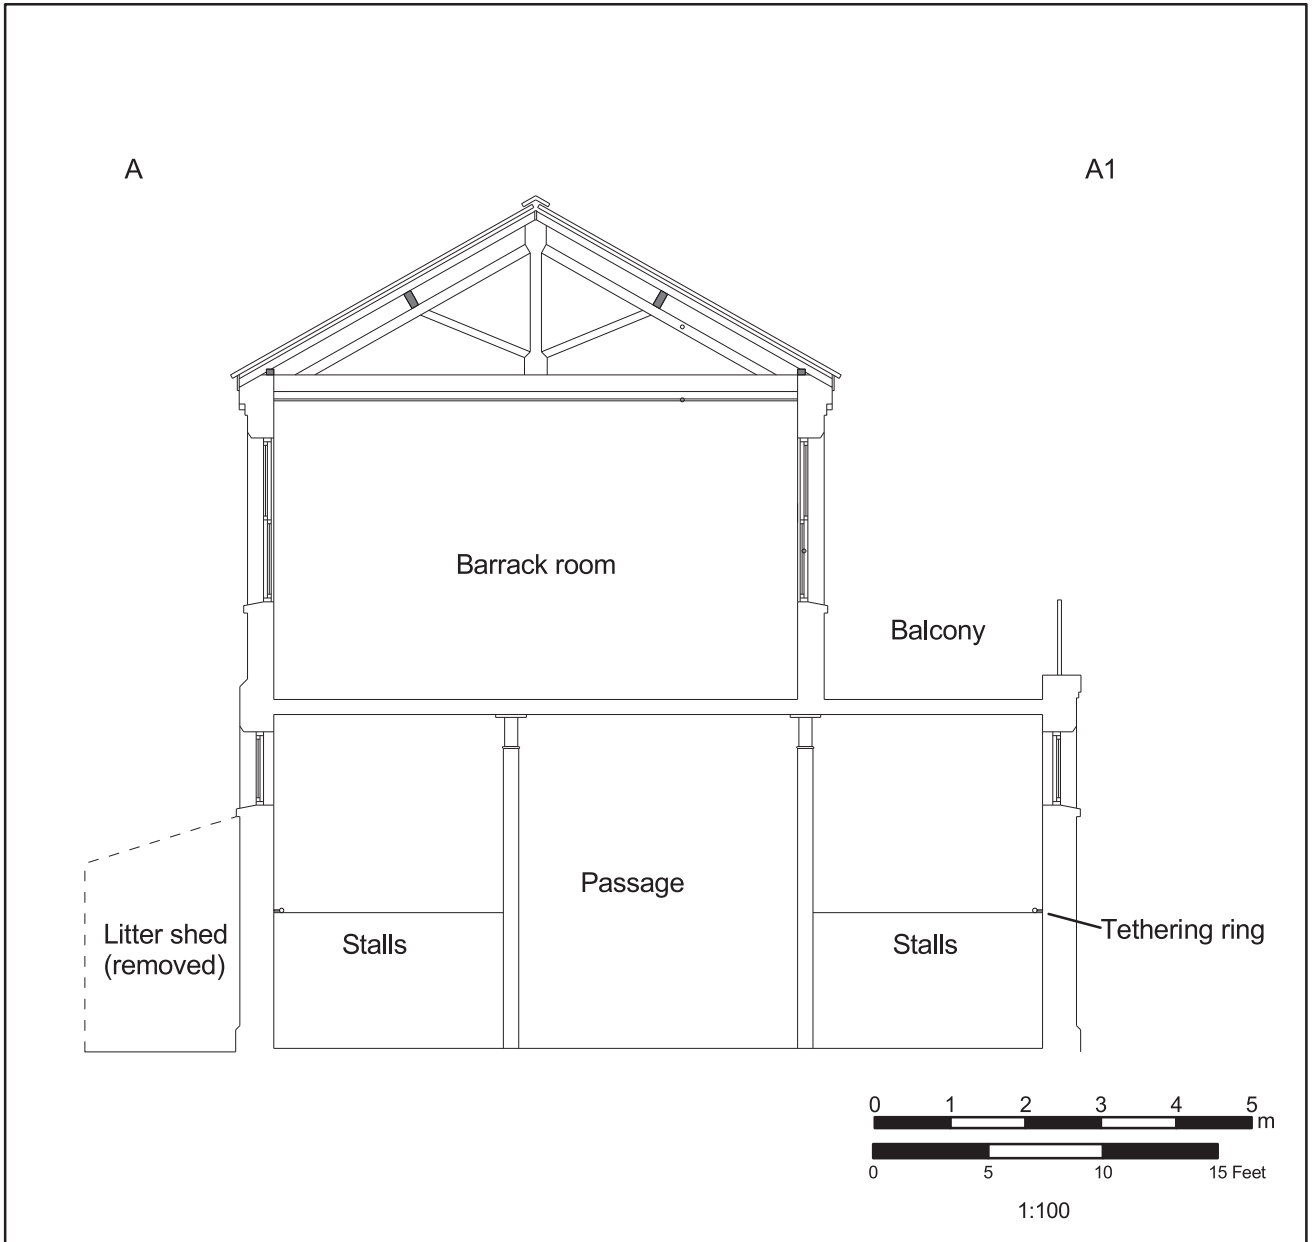 A
A1
Barrack room
Balcony
Passage
Litter shed
(removed)
Stalls
Stalls
Tethering ring
0 1 2 3 4 5
m
0 5 10 15 Feet
1:100